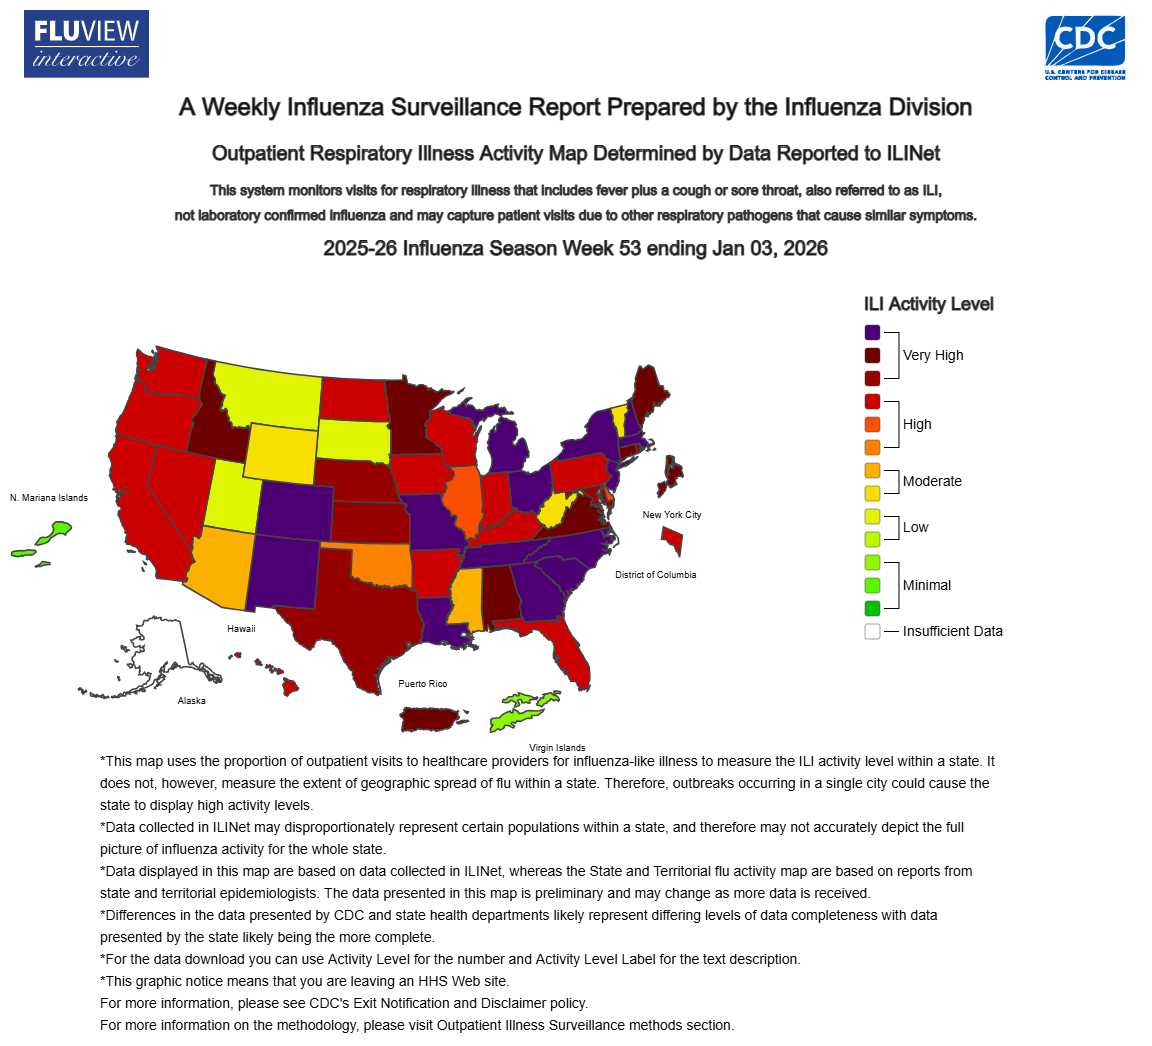 FLUVIEW
interactive
CDC
U.S. CENTERS FOR DISEASE
CONTROL AND PREVENTION
A Weekly Influenza Surveillance Report Prepared by the Influenza Division
Outpatient Respiratory Illness Activity Map Determined by Data Reported to ILINet
This system monitors visits for respiratory illness that includes fever plus a cough or sore throat, also referred to as ILI,
not laboratory confirmed influenza and may capture patient visits due to other respiratory pathogens that cause similar symptoms.
2025-26 Influenza Season Week 53 ending Jan 03, 2026
ILI Activity Level
Very High
High
Moderate
Low
Minimal
Insufficient Data
N. Mariana Islands
New York City
District of Columbia
Hawaii
Alaska
Puerto Rico
Virgin Islands
*This map uses the proportion of outpatient visits to healthcare providers for influenza-like illness to measure the ILI activity level within a state. It
does not, however, measure the extent of geographic spread of flu within a state. Therefore, outbreaks occurring in a single city could cause the
state to display high activity levels.
*Data collected in ILINet may disproportionately represent certain populations within a state, and therefore may not accurately depict the full
picture of influenza activity for the whole state.
*Data displayed in this map are based on data collected in ILINet, whereas the State and Territorial flu activity map are based on reports from
state and territorial epidemiologists. The data presented in this map is preliminary and may change as more data is received.
*Differences in the data presented by CDC and state health departments likely represent differing levels of data completeness with data
presented by the state likely being the more complete.
*For the data download you can use Activity Level for the number and Activity Level Label for the text description.
*This graphic notice means that you are leaving an HHS Web site.
For more information, please see CDC's Exit Notification and Disclaimer policy.
For more information on the methodology, please visit Outpatient Illness Surveillance methods section.